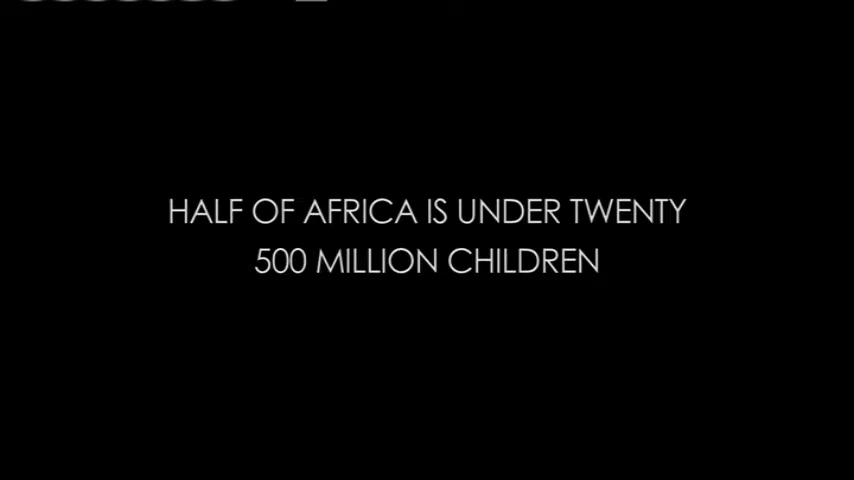 HALF OF AFRICA IS UNDER TWENTY
500 MILLION CHILDREN